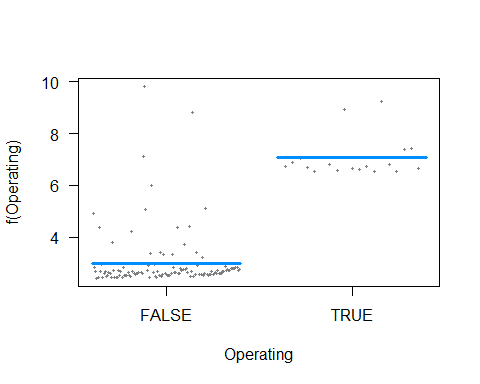 10
8
6
4
f(Operating)
FALSE
TRUE
Operating